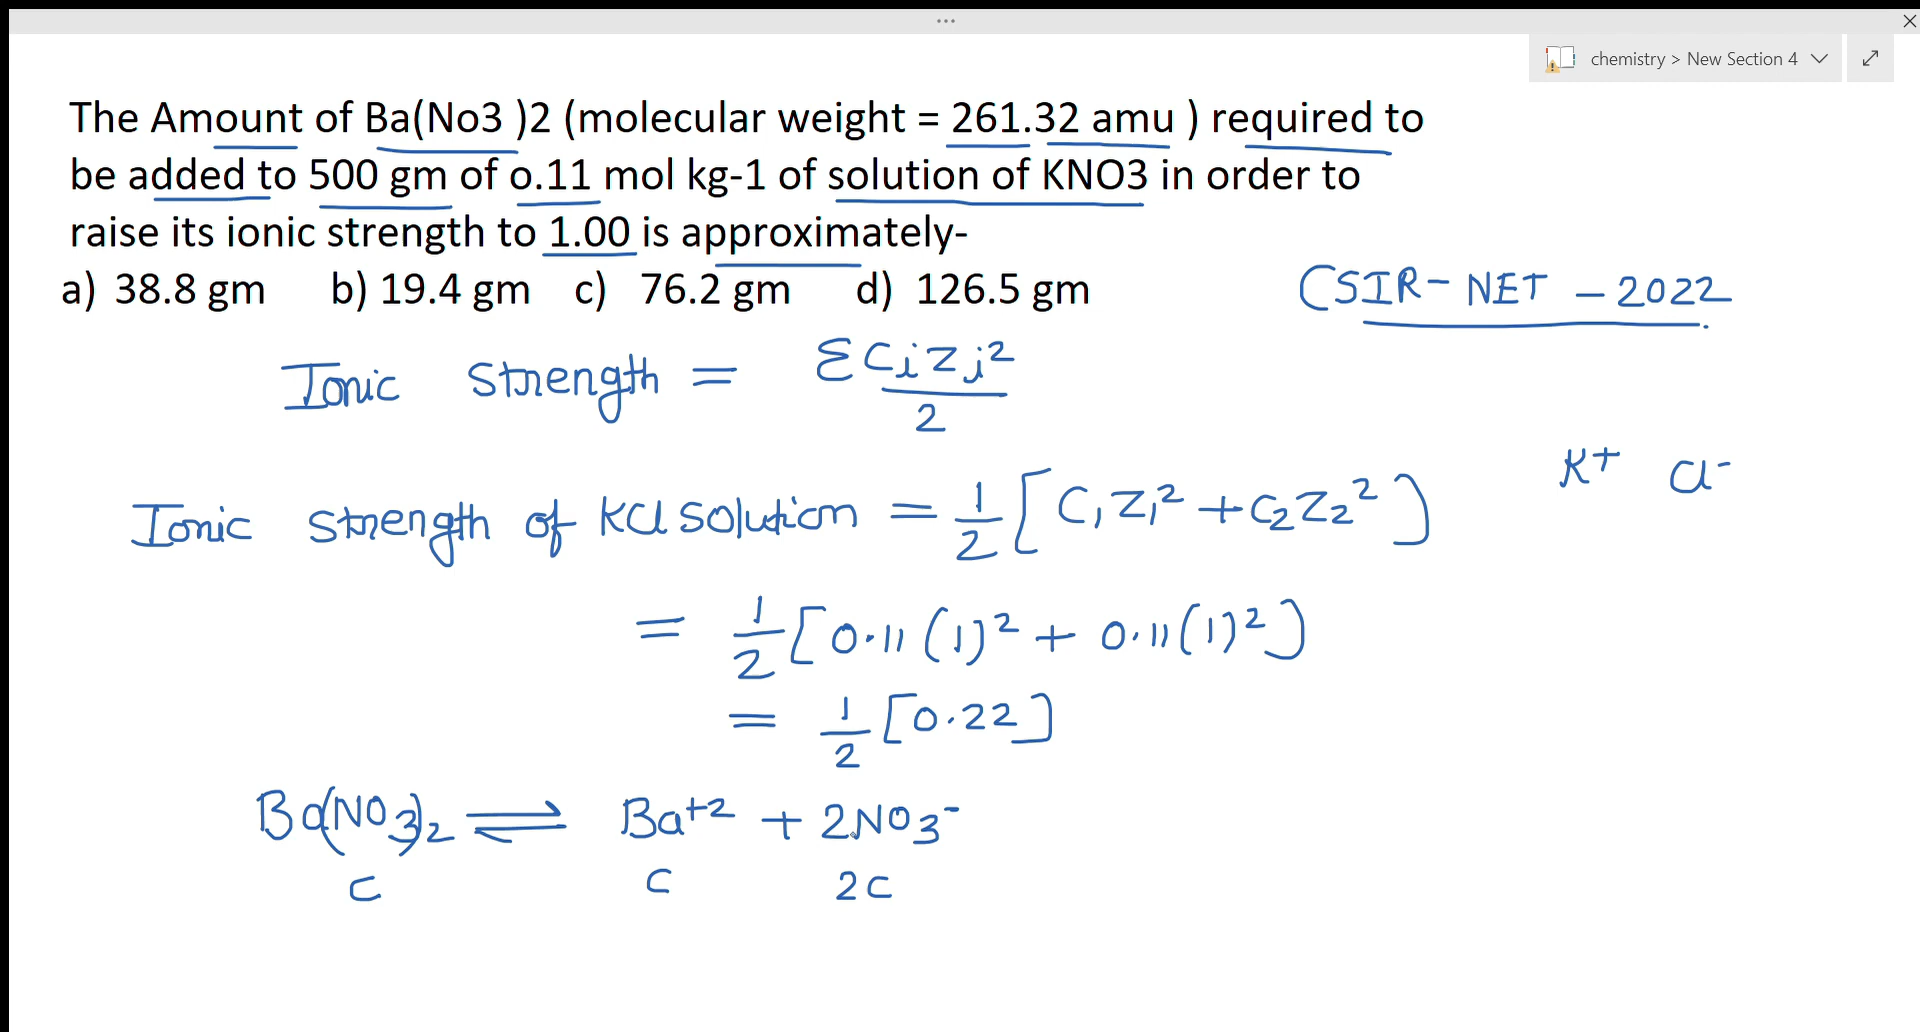 chemistry > New Section 4
The Amount of Ba(No3 )2 (molecular weight = 261.32 amu ) required to
be added to 500 gm of o.11 mol kg-1 of solution of KNO3 in order to
raise its ionic strength to 1.00 is approximately-
a) 38.8 gm b) 19.4 gm c) 76.2 gm d) 126.5 gm
CSIR- NET - 2022
Ionic Strength = ΣCiZj²/2
K+ Cl-
Ionic strength of KCl solution = 1/2 [C₁Z₁² + C₂Z₂²]
= 1/2 [0.11 (1)² + 0.11 (1)²]
= 1/2 [0.22]
Ba(NO3)2 ⇌ Ba+2 + 2NO3-
C C 2C